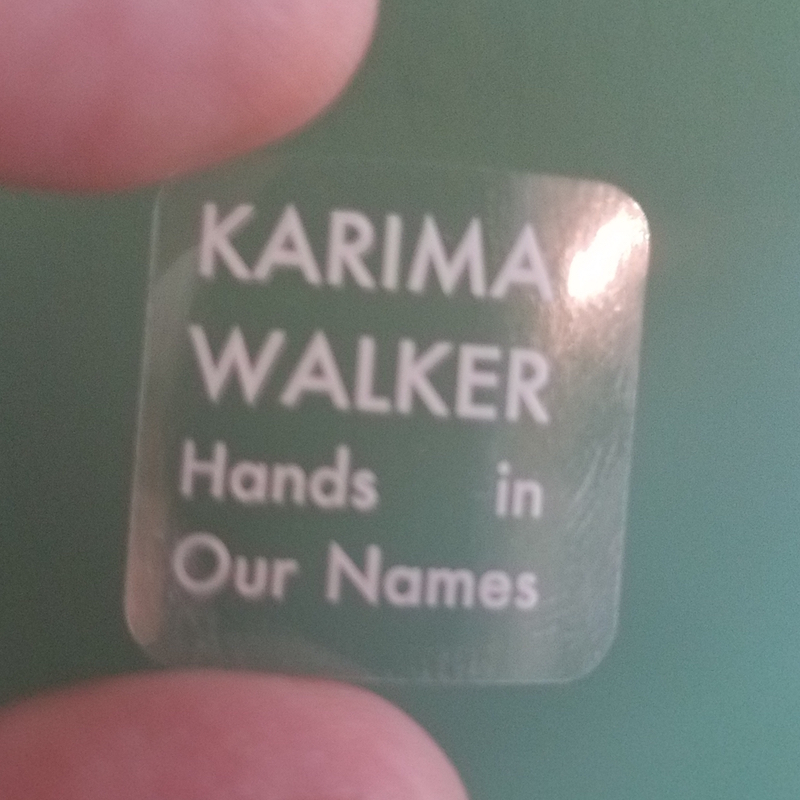 KARIMA
WALKER
Hands in
Our Names